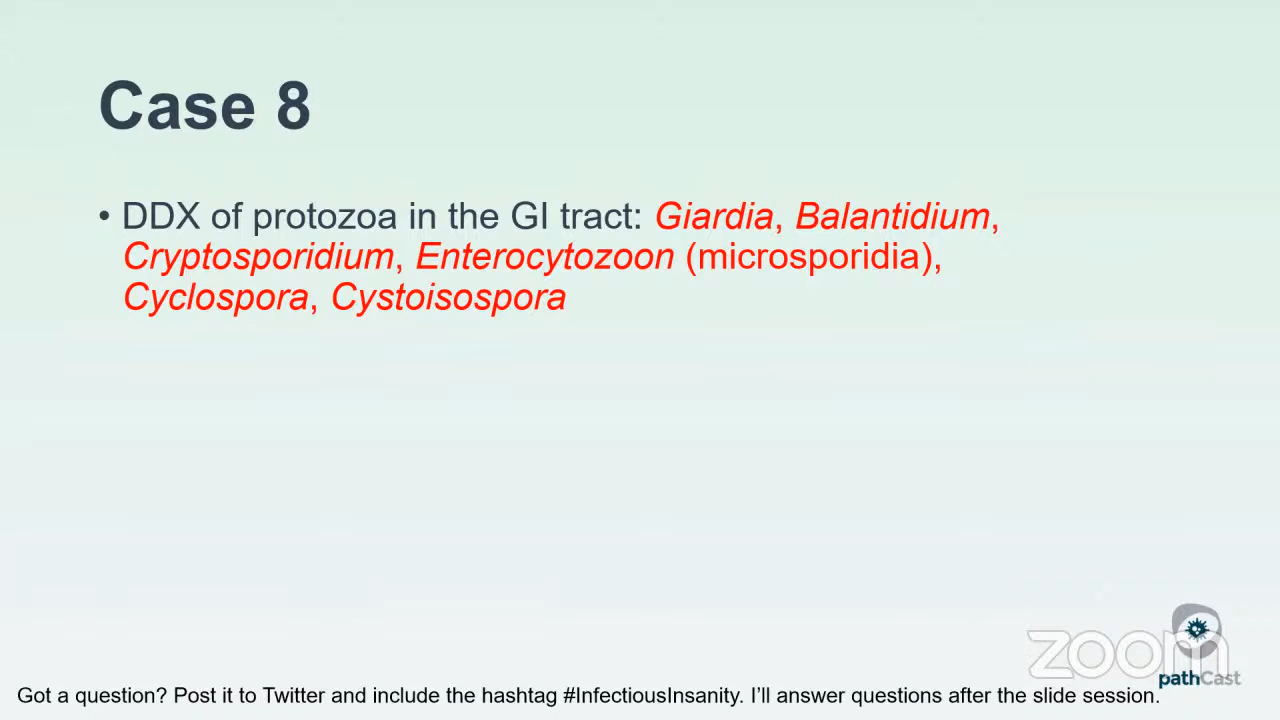 Case 8
• DDX of protozoa in the GI tract: Giardia, Balantidium,
Cryptosporidium, Enterocytozoon (microsporidia),
Cyclospora, Cystoisospora
zoom
pathCast
Got a question? Post it to Twitter and include the hashtag #InfectiousInsanity. I’ll answer questions after the slide session.